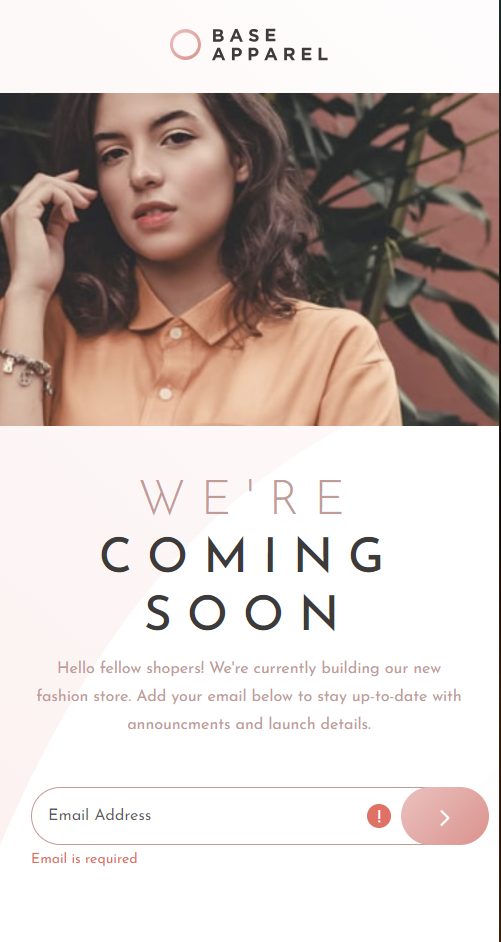 BASE
APPAREL
WE'RE
COMING
SOON
Hello fellow shopers! We're currently building our new
fashion store. Add your email below to stay up-to-date with
announcments and launch details.
Email Address
!
Email is required